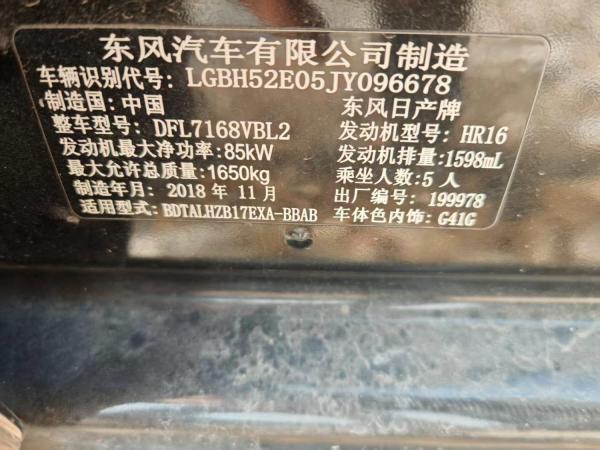 东风汽车有限公司制造
车辆识别代号: LGBH52E05JY096678
制造国: 中国 东风日产牌
整车型号: DFL7168VBL2 发动机型号: HR16
发动机最大净功率: 85kW 发动机排量: 1598mL
最大允许总质量: 1650kg 乘坐人数: 5 人
制造年月: 2018 年 11 月 出厂编号: 199978
适用型式: BDTALHZB17EXA-BBAB 车体色内饰: G41G